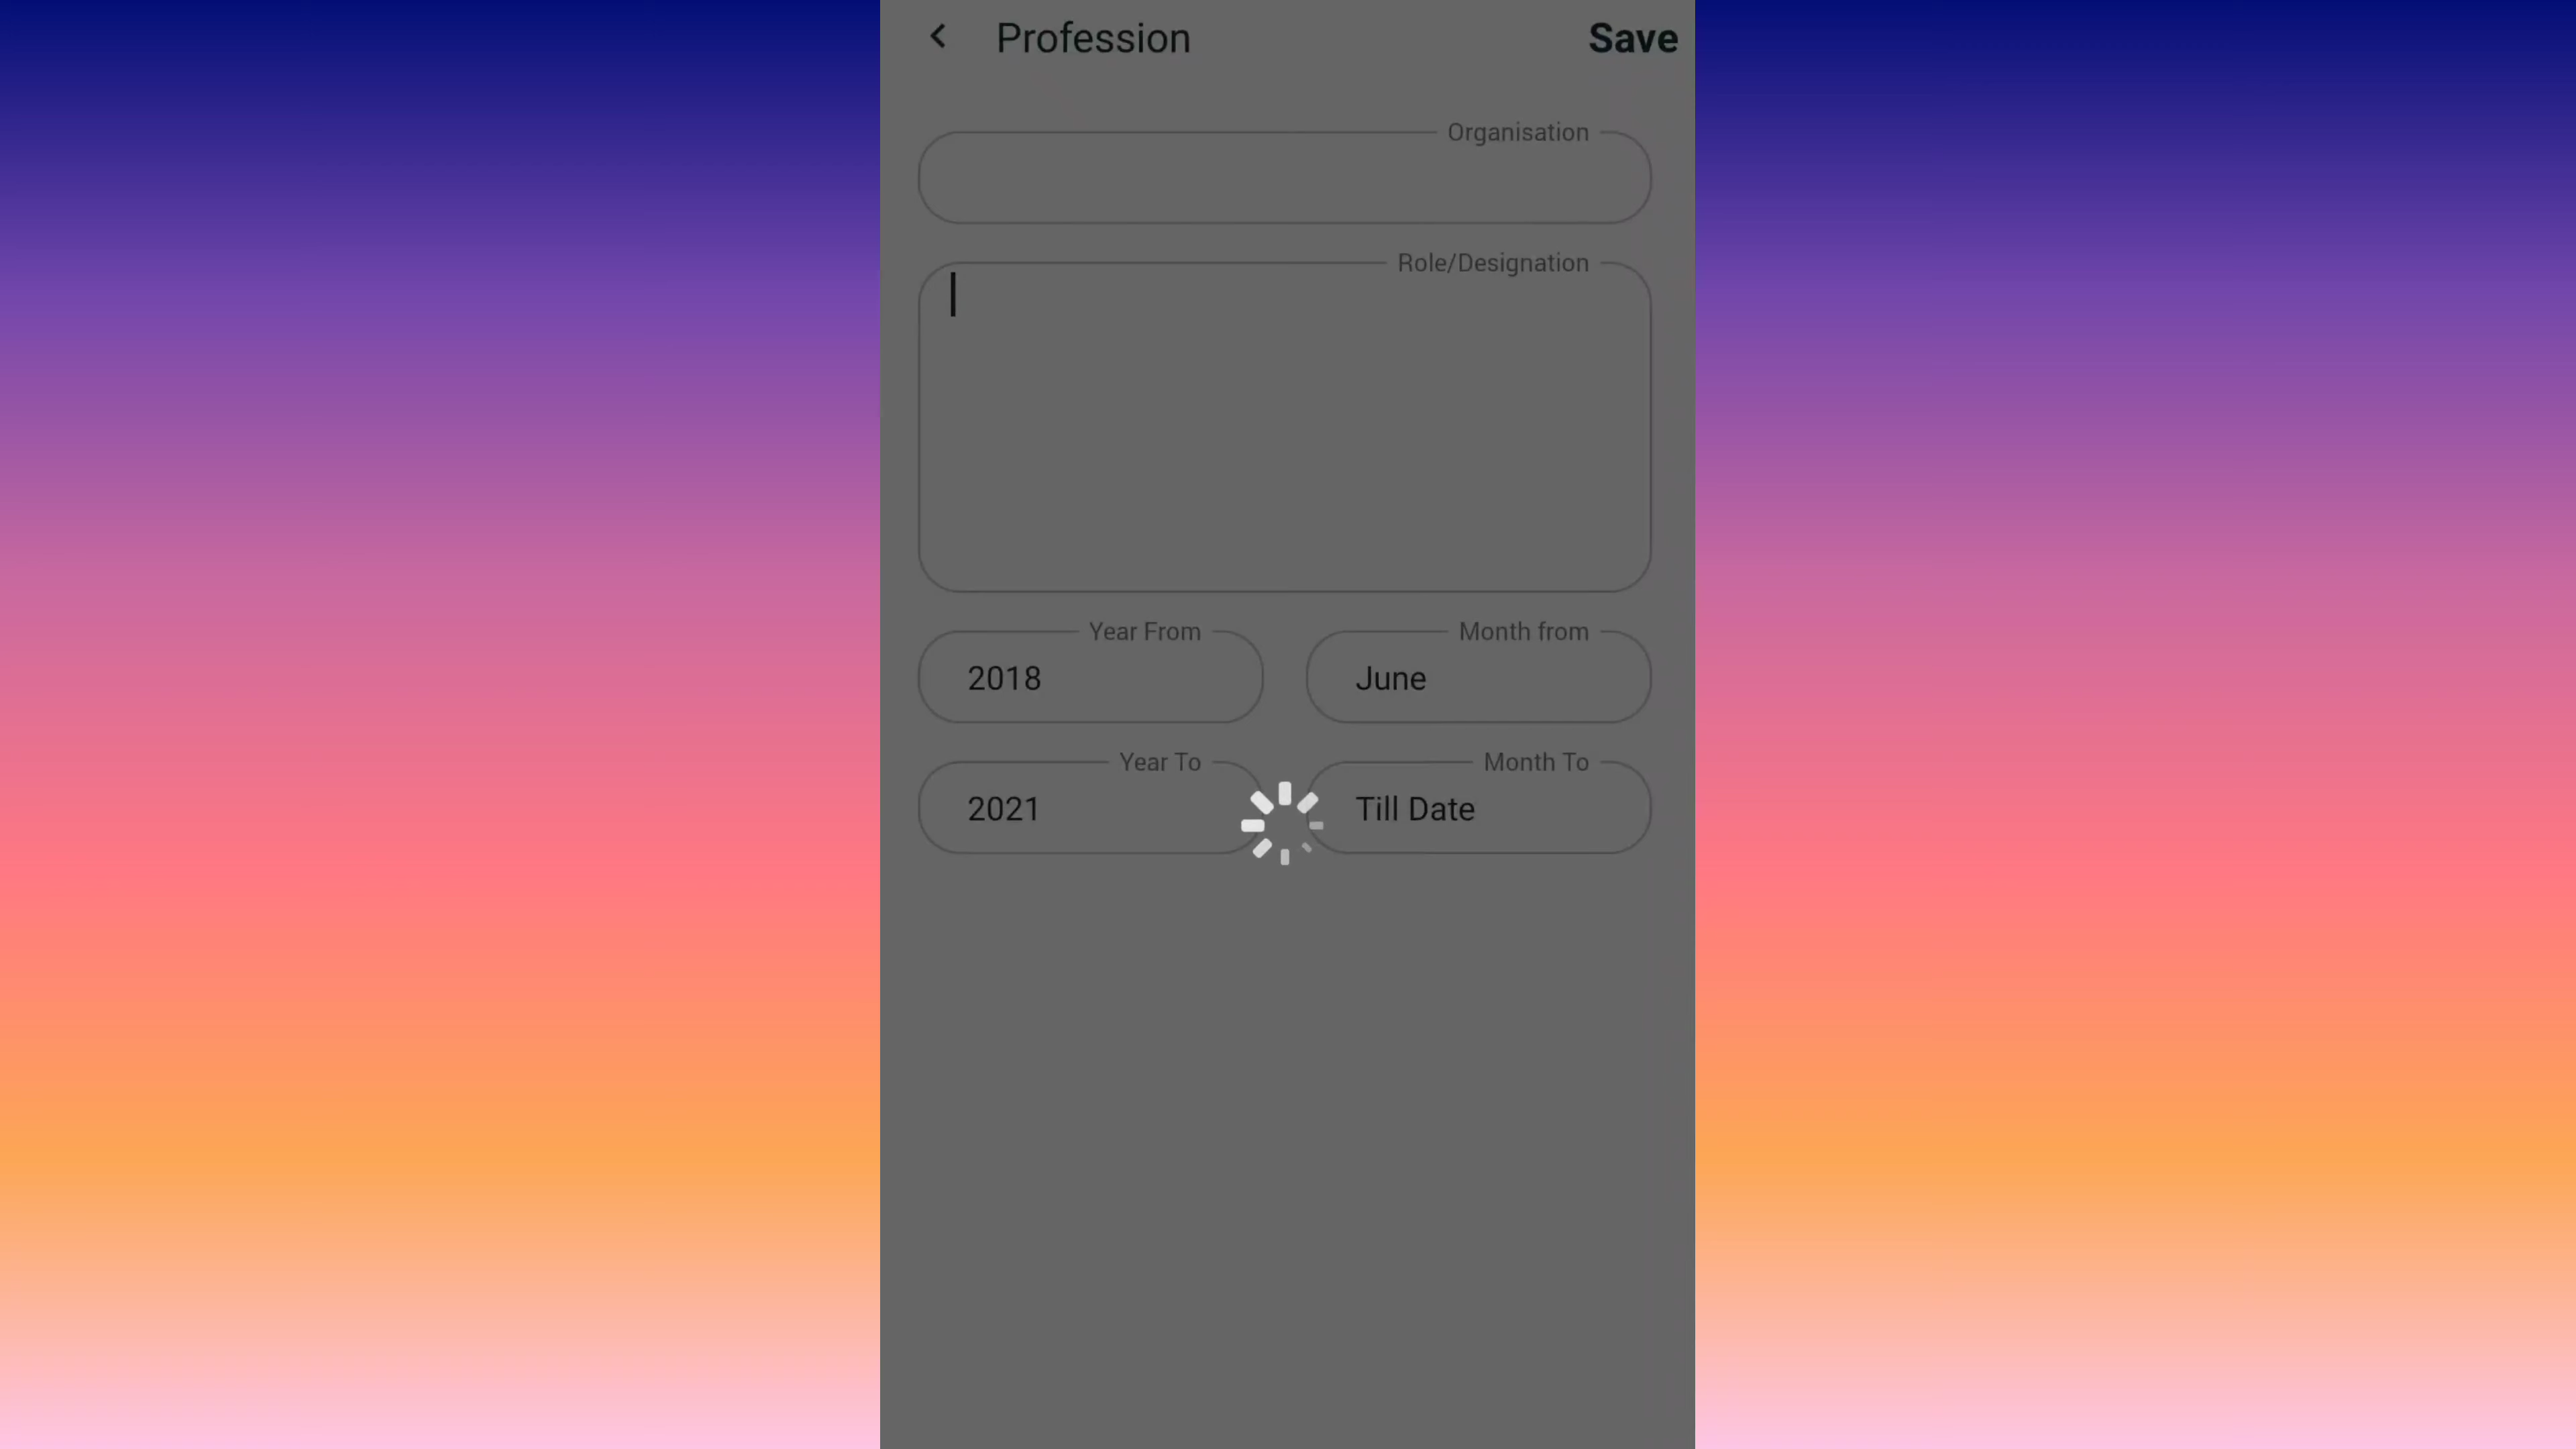 Profession
Save
Organisation
Role/Designation
Year From
Month from
2018
June
Year To
Month To
2021
Till Date